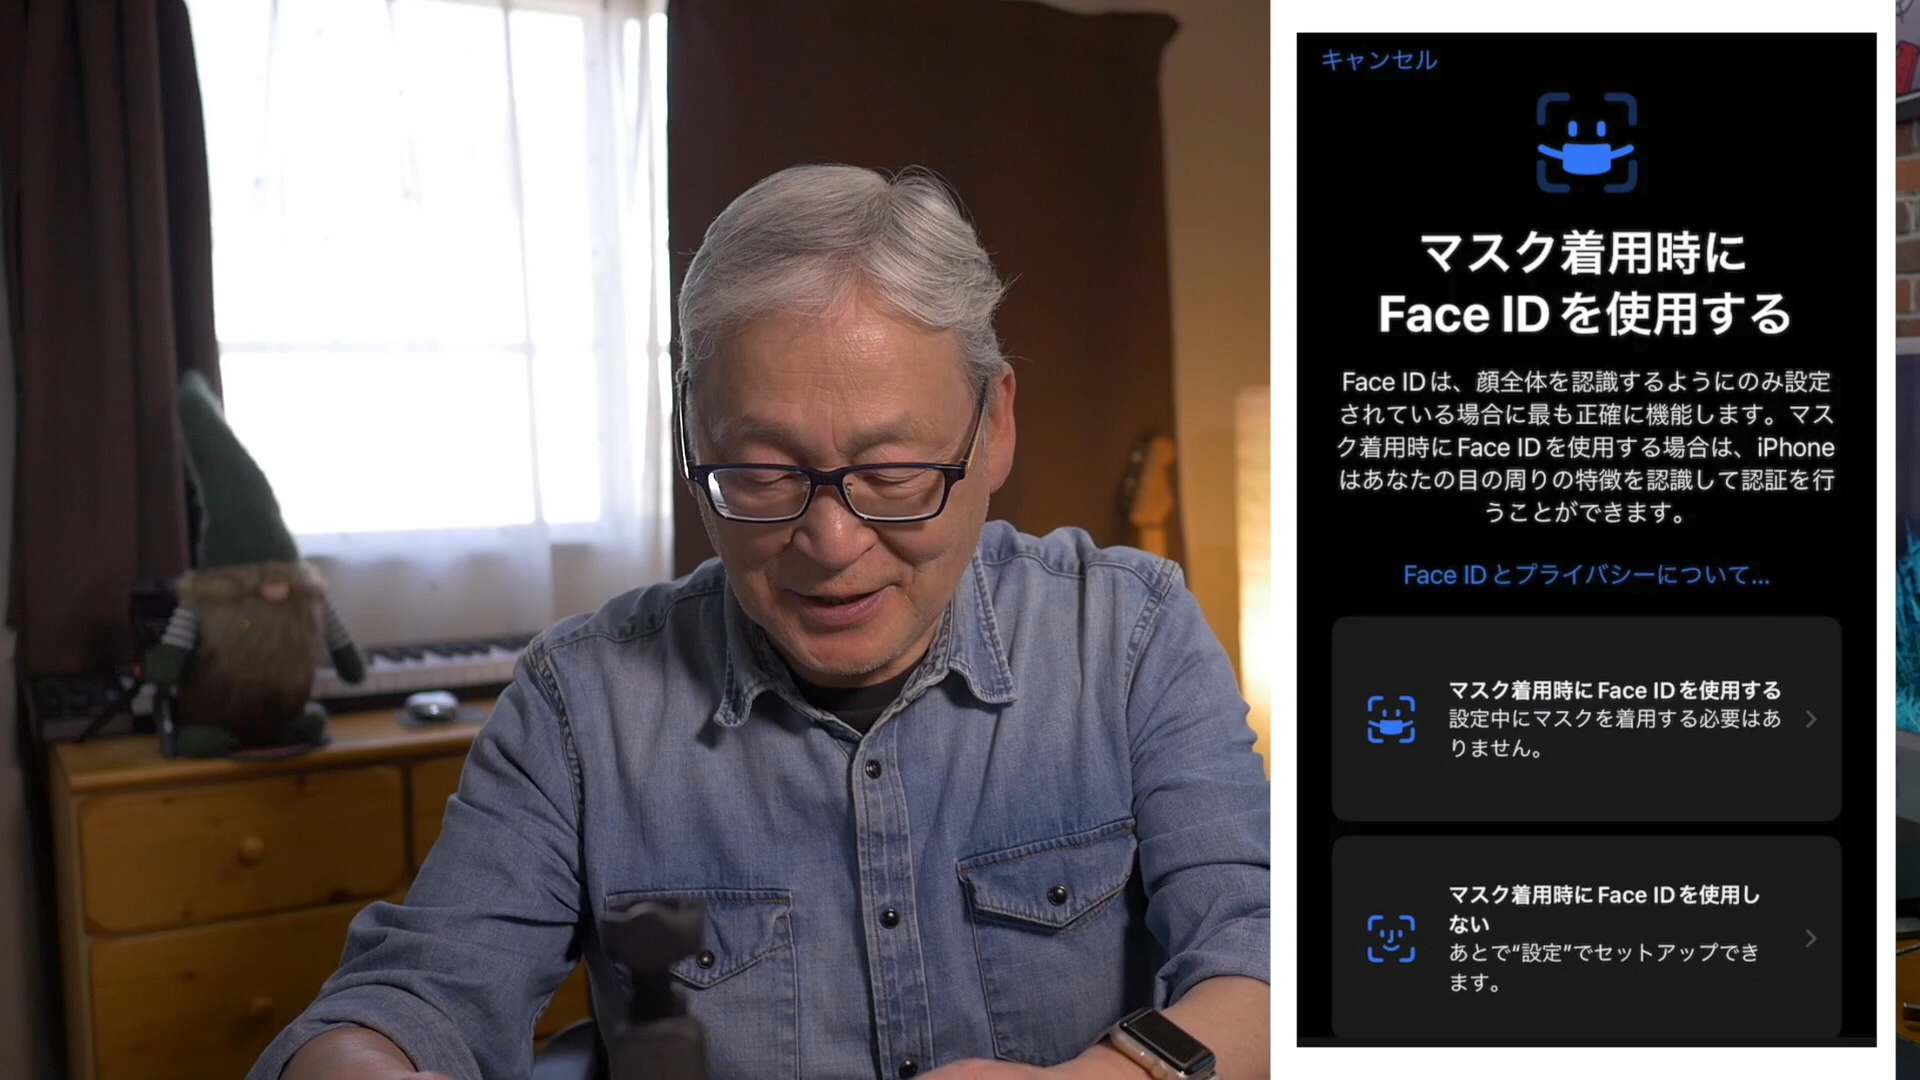 キャンセル
マスク着用時に
Face IDを使用する
Face IDは、顔全体を認識するようにのみ設定
されている場合に最も正確に機能します。マス
ク着用時にFace IDを使用する場合は、iPhone
はあなたの目の周りの特徴を認識して認証を行
うことができます。
Face IDとプライバシーについて...
マスク着用時にFace IDを使用する
設定中にマスクを着用する必要はあ
りません。
マスク着用時にFace IDを使用し
ない
あとで“設定”でセットアップでき
ます。